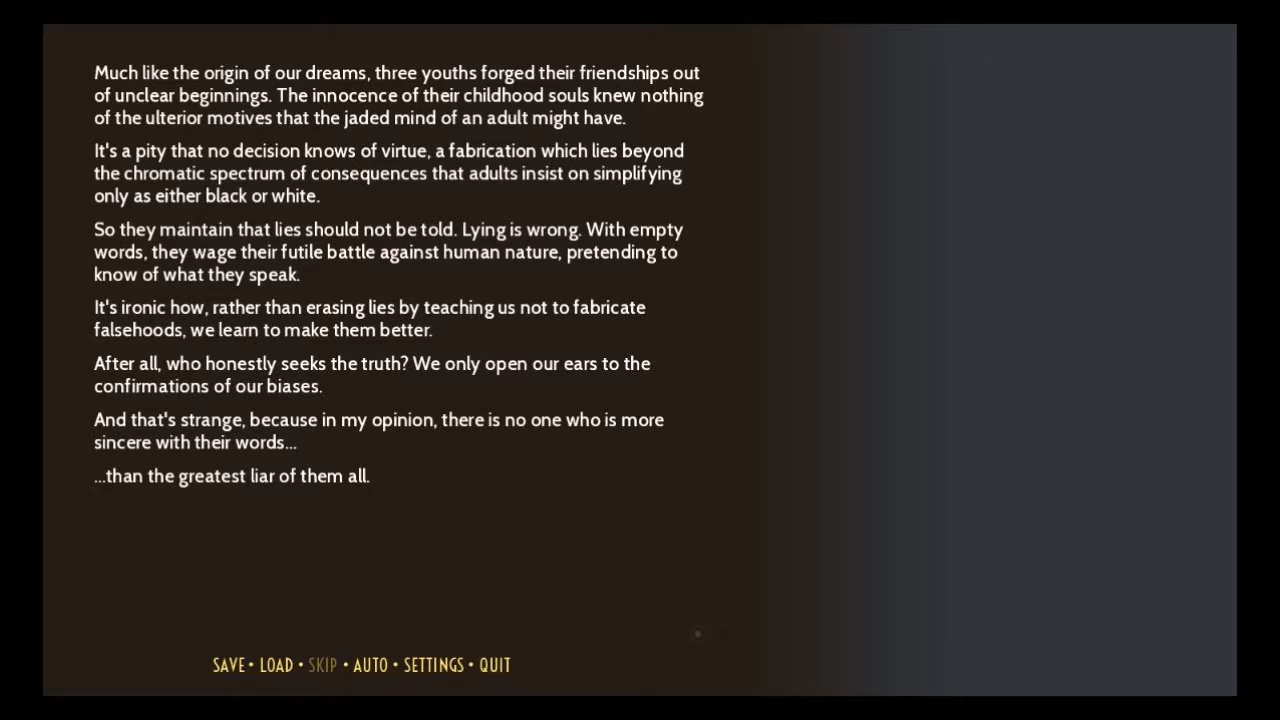 Much like the origin of our dreams, three youths forged their friendships out
of unclear beginnings. The innocence of their childhood souls knew nothing
of the ulterior motives that the jaded mind of an adult might have.
It's a pity that no decision knows of virtue, a fabrication which lies beyond
the chromatic spectrum of consequences that adults insist on simplifying
only as either black or white.
So they maintain that lies should not be told. Lying is wrong. With empty
words, they wage their futile battle against human nature, pretending to
know of what they speak.
It's ironic how, rather than erasing lies by teaching us not to fabricate
falsehoods, we learn to make them better.
After all, who honestly seeks the truth? We only open our ears to the
confirmations of our biases.
And that's strange, because in my opinion, there is no one who is more
sincere with their words...
...than the greatest liar of them all.
SAVE • LOAD • SKIP • AUTO • SETTINGS • QUIT